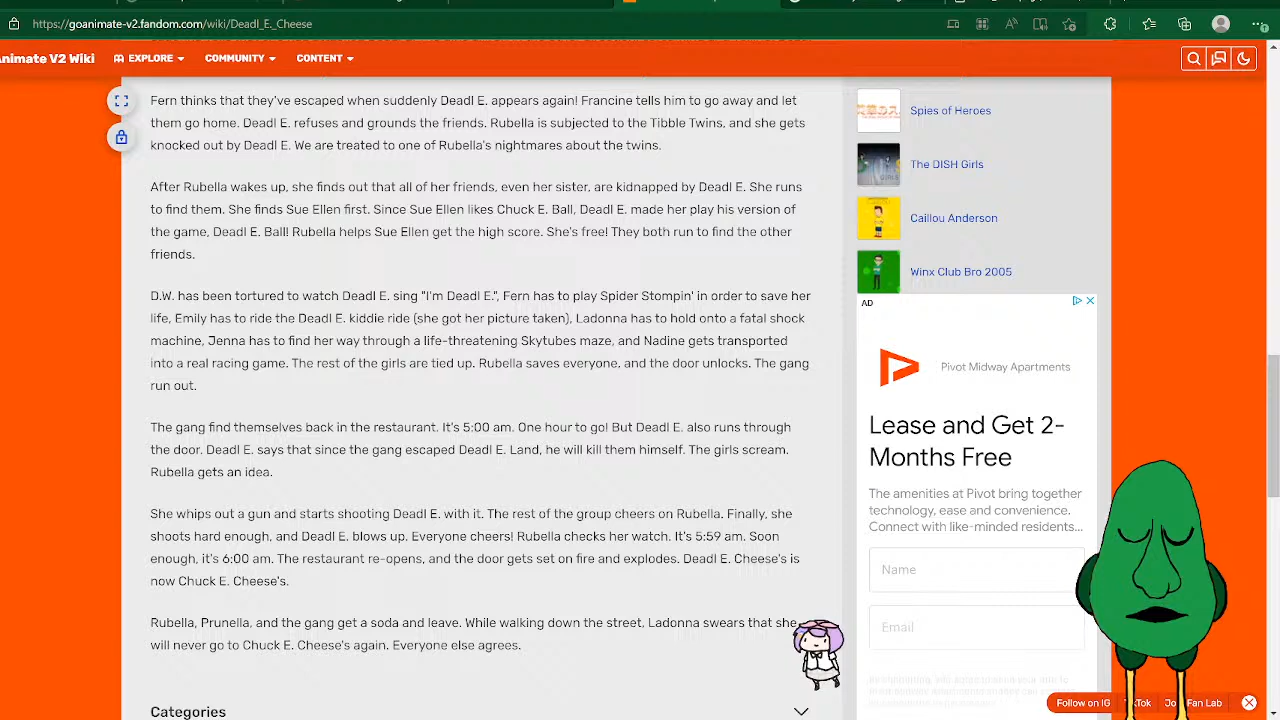 https://goanimate-v2.fandom.com/wiki/Deadl_E._Cheese
Animate V2 Wiki
EXPLORE
COMMUNITY
CONTENT
Fern thinks that they've escaped when suddenly Deadl E. appears again! Francine tells him to go away and let
them go home. Deadl E. refuses and grounds the friends. Rubella is subjected to the Tibble Twins, and she gets
knocked out by Deadl E. We are treated to one of Rubella's nightmares about the twins.
After Rubella wakes up, she finds out that all of her friends, even her sister, are kidnapped by Deadl E. She runs
to find them. She finds Sue Ellen first. Since Sue Ellen likes Chuck E. Ball, Deadl E. made her play his version of
the game, Deadl E. Ball! Rubella helps Sue Ellen get the high score. She's free! They both run to find the other
friends.
D.W. has been tortured to watch Deadl E. sing "I'm Deadl E.", Fern has to play Spider Stompin' in order to save her
life, Emily has to ride the Deadl E. kiddie ride (she got her picture taken), Ladonna has to hold onto a fatal shock
machine, Jenna has to find her way through a life-threatening Skytubes maze, and Nadine gets transported
into a real racing game. The rest of the girls are tied up. Rubella saves everyone, and the door unlocks. The gang
run out.
The gang find themselves back in the restaurant. It's 5:00 am. One hour to go! But Deadl E. also runs through
the door. Deadl E. says that since the gang escaped Deadl E. Land, he will kill them himself. The girls scream.
Rubella gets an idea.
She whips out a gun and starts shooting Deadl E. with it. The rest of the group cheers on Rubella. Finally, she
shoots hard enough, and Deadl E. blows up. Everyone cheers! Rubella checks her watch. It's 5:59 am. Soon
enough, it's 6:00 am. The restaurant re-opens, and the door gets set on fire and explodes. Deadl E. Cheese's is
now Chuck E. Cheese's.
Rubella, Prunella, and the gang get a soda and leave. While walking down the street, Ladonna swears that she
will never go to Chuck E. Cheese's again. Everyone else agrees.
Categories
Spies of Heroes
The DISH Girls
Caillou Anderson
Winx Club Bro 2005
AD
Pivot Midway Apartments
Lease and Get 2-
Months Free
The amenities at Pivot bring together
technology, ease and convenience.
Connect with like-minded residents...
Name
Email
Follow on IG
Fan Lab